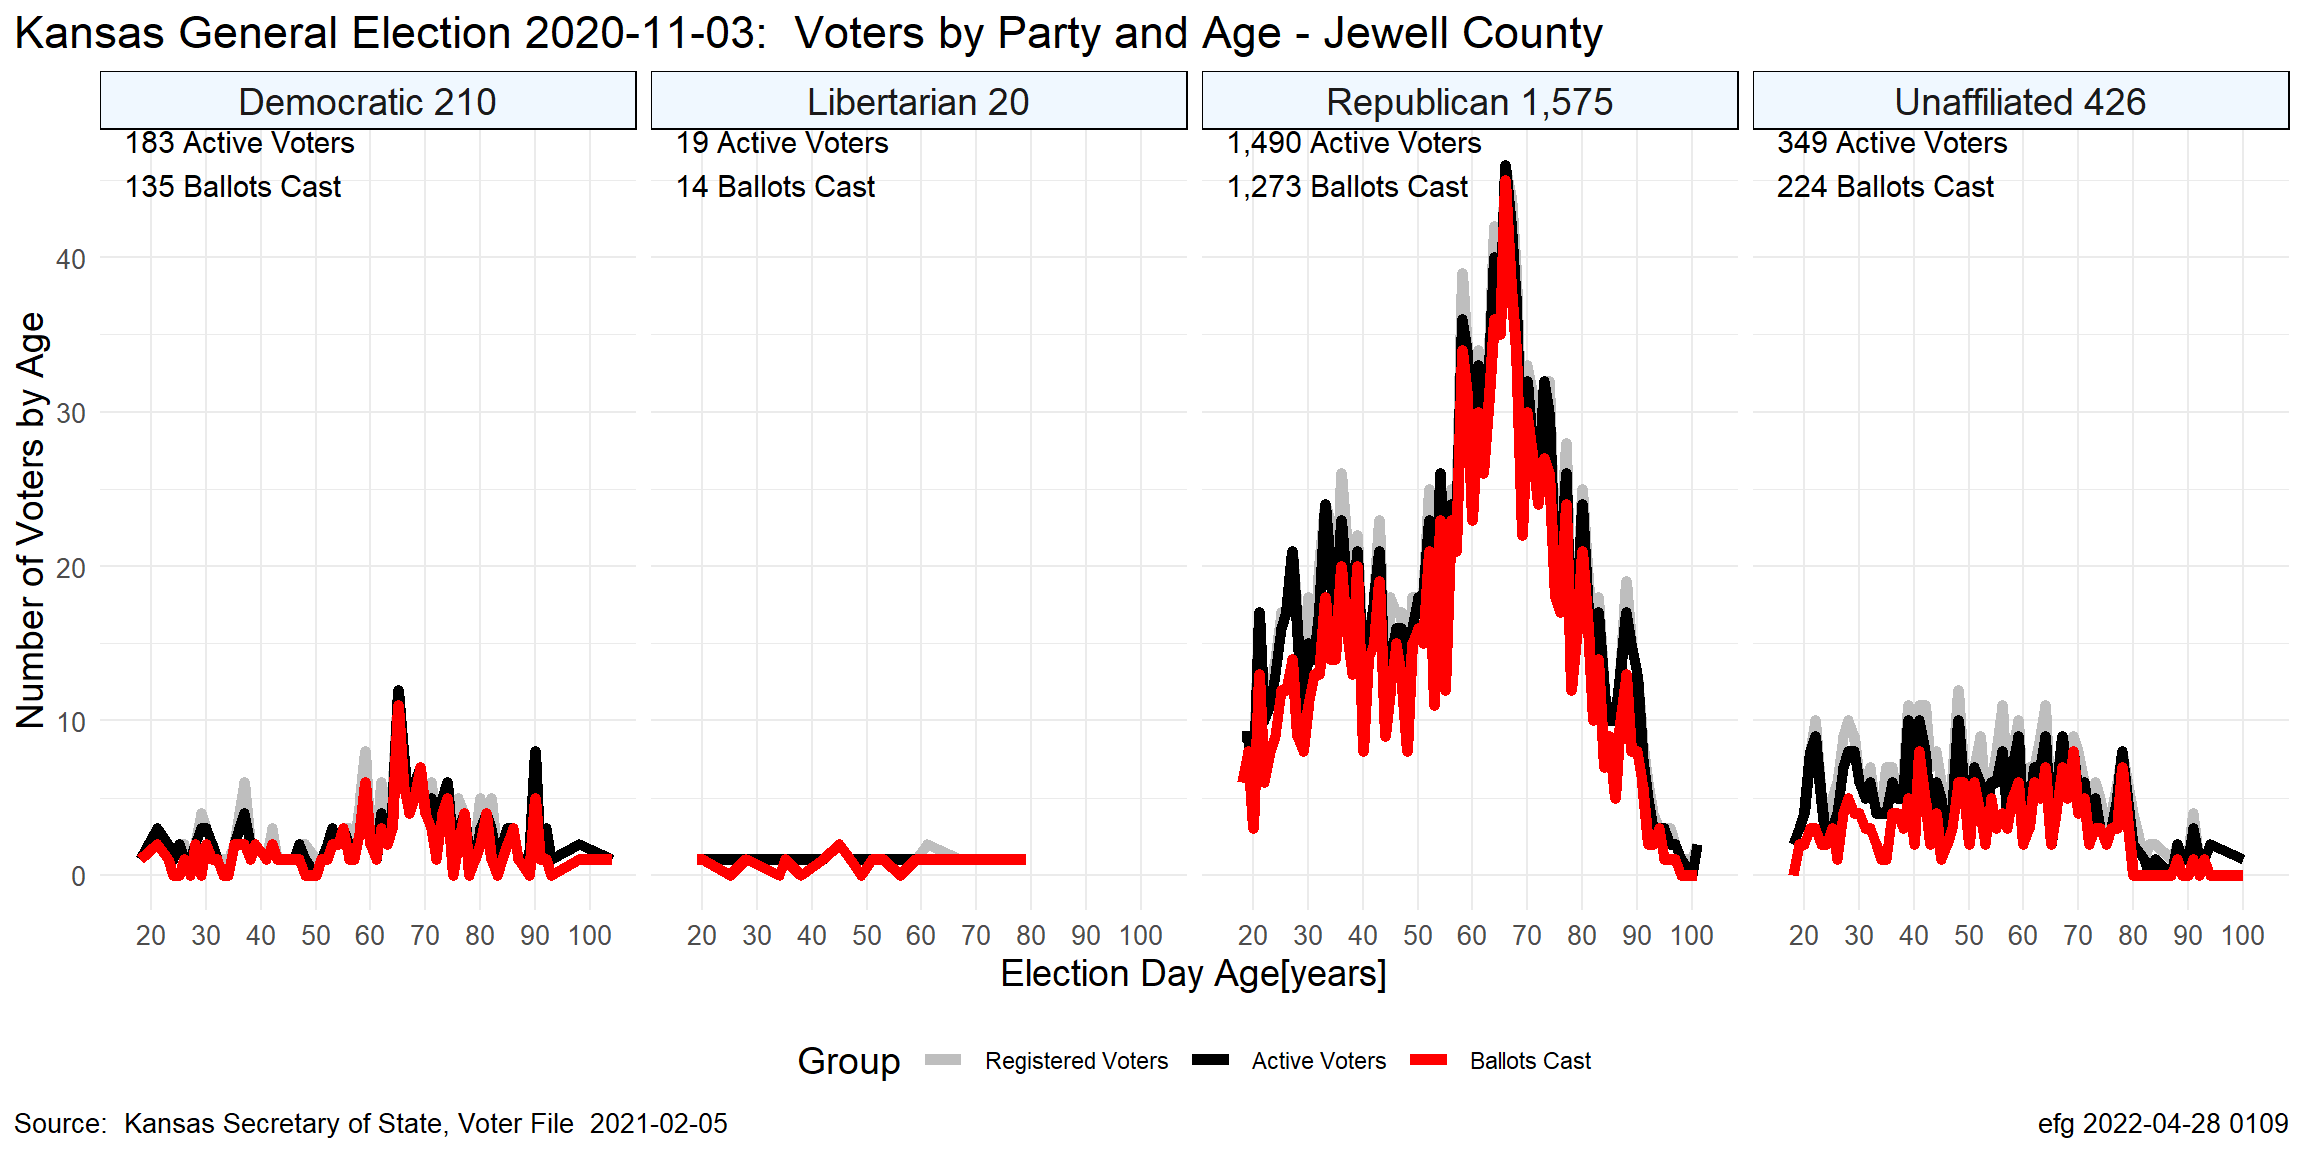 Kansas General Election 2020-11-03:  Voters by Party and Age - Jewell County
Democratic 210
Libertarian 20
Republican 1,575
Unaffiliated 426
183 Active Voters
135 Ballots Cast
19 Active Voters
14 Ballots Cast
1,490 Active Voters
1,273 Ballots Cast
349 Active Voters
224 Ballots Cast
Number of Voters by Age
40
30
20
10
0
20 30 40 50 60 70 80 90 100
20 30 40 50 60 70 80 90 100
20 30 40 50 60 70 80 90 100
20 30 40 50 60 70 80 90 100
Election Day Age[years]
Group Registered Voters Active Voters Ballots Cast
Source:  Kansas Secretary of State, Voter File  2021-02-05
efg 2022-04-28 0109